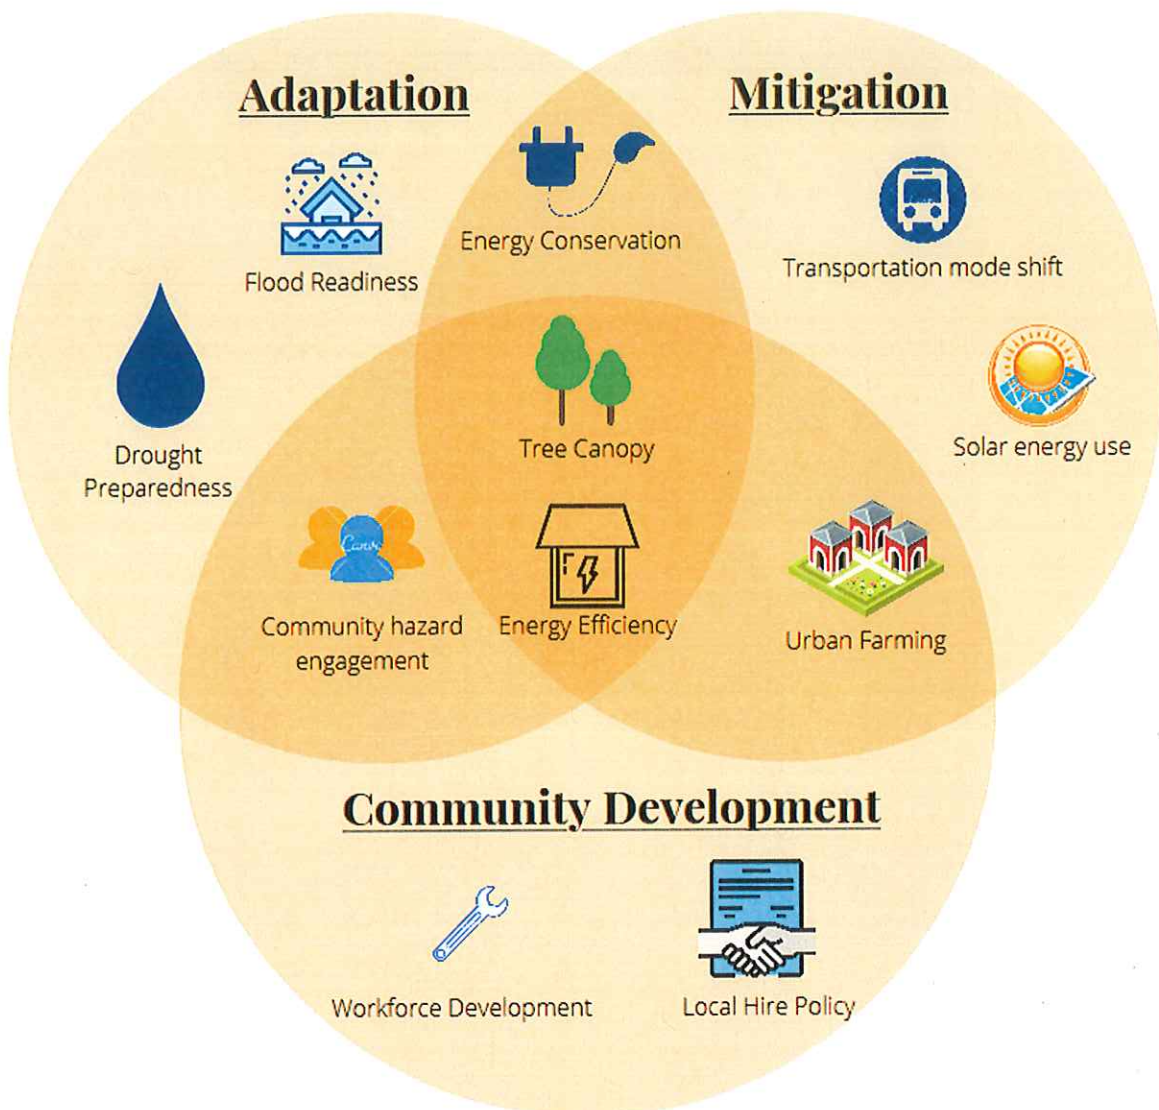 Adaptation
Mitigation
Energy Conservation
Flood Readiness
Transportation mode shift
Tree Canopy
Drought
Preparedness
Solar energy use
Canva
Community hazard
engagement
Energy Efficiency
Urban Farming
Community Development
Workforce Development
Local Hire Policy